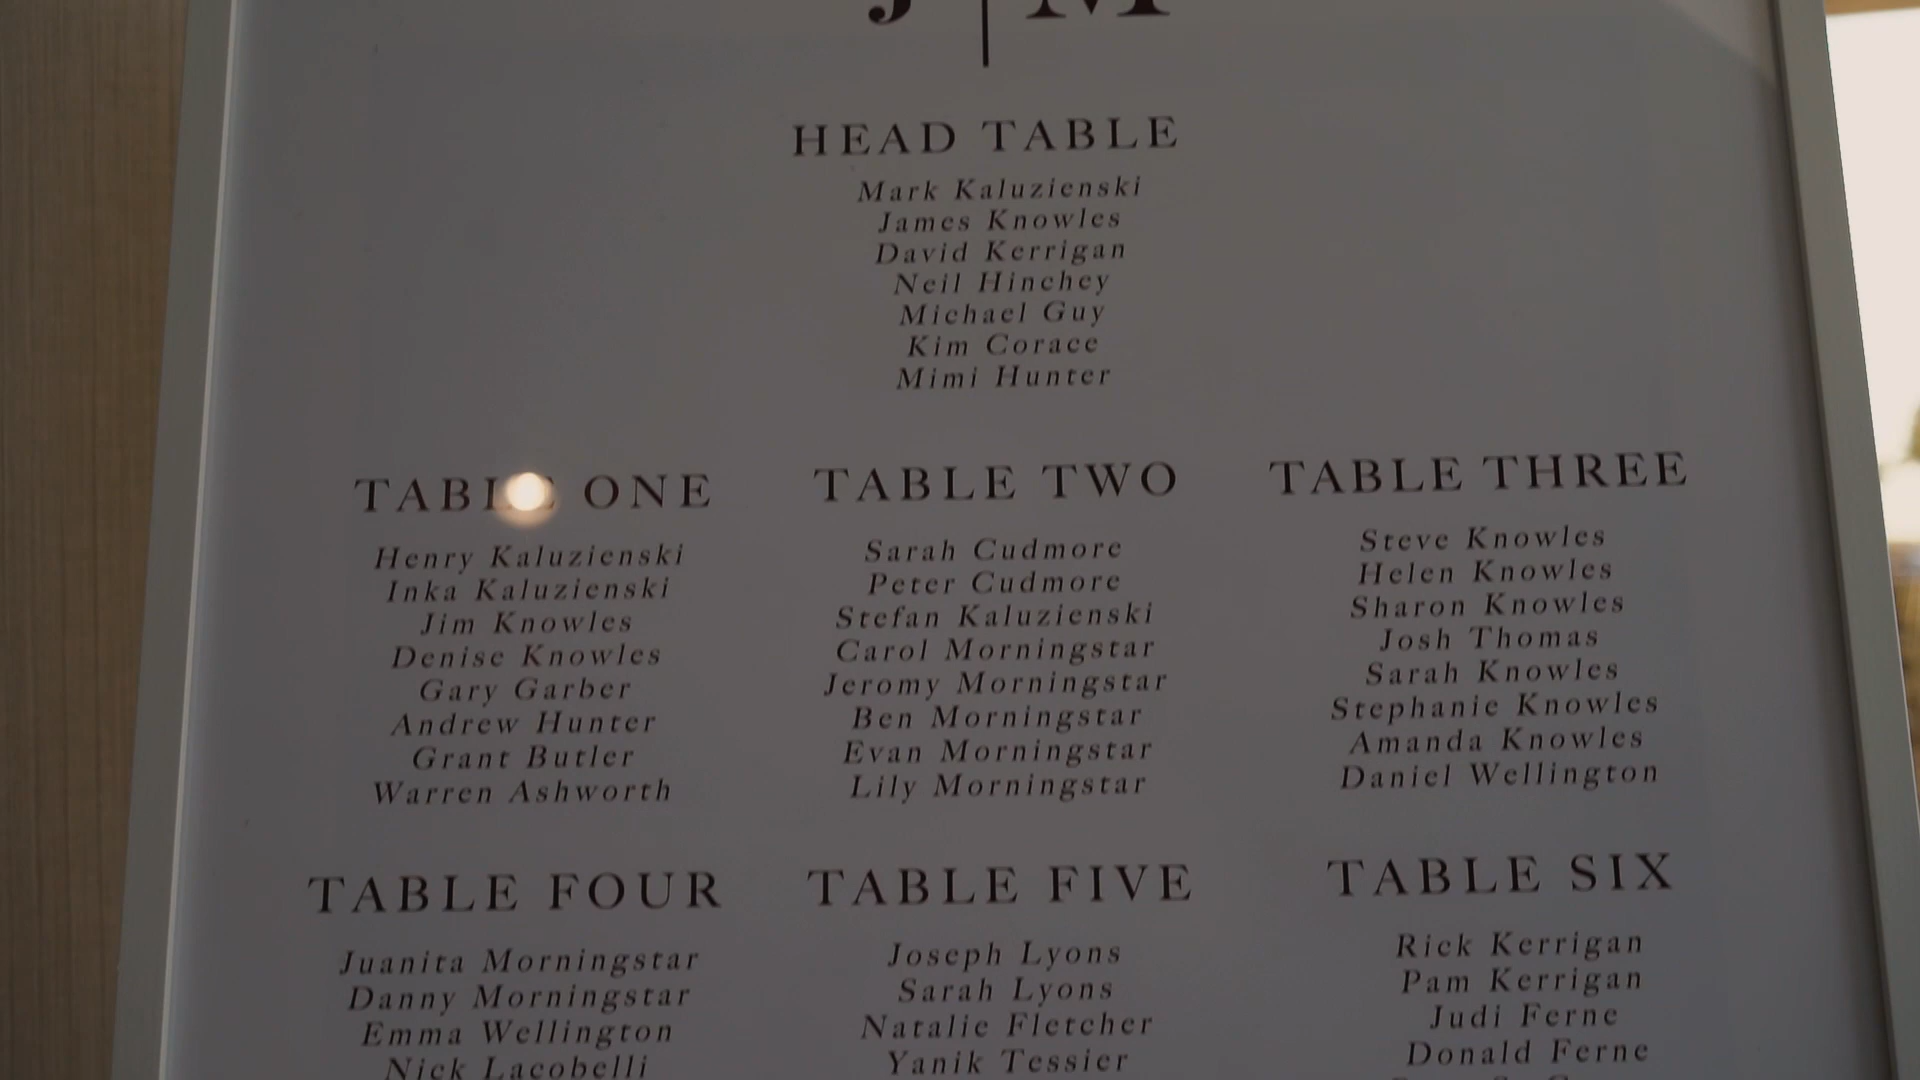 J | M
HEAD TABLE
Mark Kaluzienski
James Knowles
David Kerrigan
Neil Hinchey
Michael Guy
Kim Corace
Mimi Hunter
TABLE ONE
Henry Kaluzienski
Inka Kaluzienski
Jim Knowles
Denise Knowles
Gary Garber
Andrew Hunter
Grant Butler
Warren Ashworth
TABLE TWO
Sarah Cudmore
Peter Cudmore
Stefan Kaluzienski
Carol Morningstar
Jeromy Morningstar
Ben Morningstar
Evan Morningstar
Lily Morningstar
TABLE THREE
Steve Knowles
Helen Knowles
Sharon Knowles
Josh Thomas
Sarah Knowles
Stephanie Knowles
Amanda Knowles
Daniel Wellington
TABLE FOUR
Juanita Morningstar
Danny Morningstar
Emma Wellington
Nick Lacobelli
TABLE FIVE
Joseph Lyons
Sarah Lyons
Natalie Fletcher
Yanik Tessier
TABLE SIX
Rick Kerrigan
Pam Kerrigan
Judi Ferne
Donald Ferne